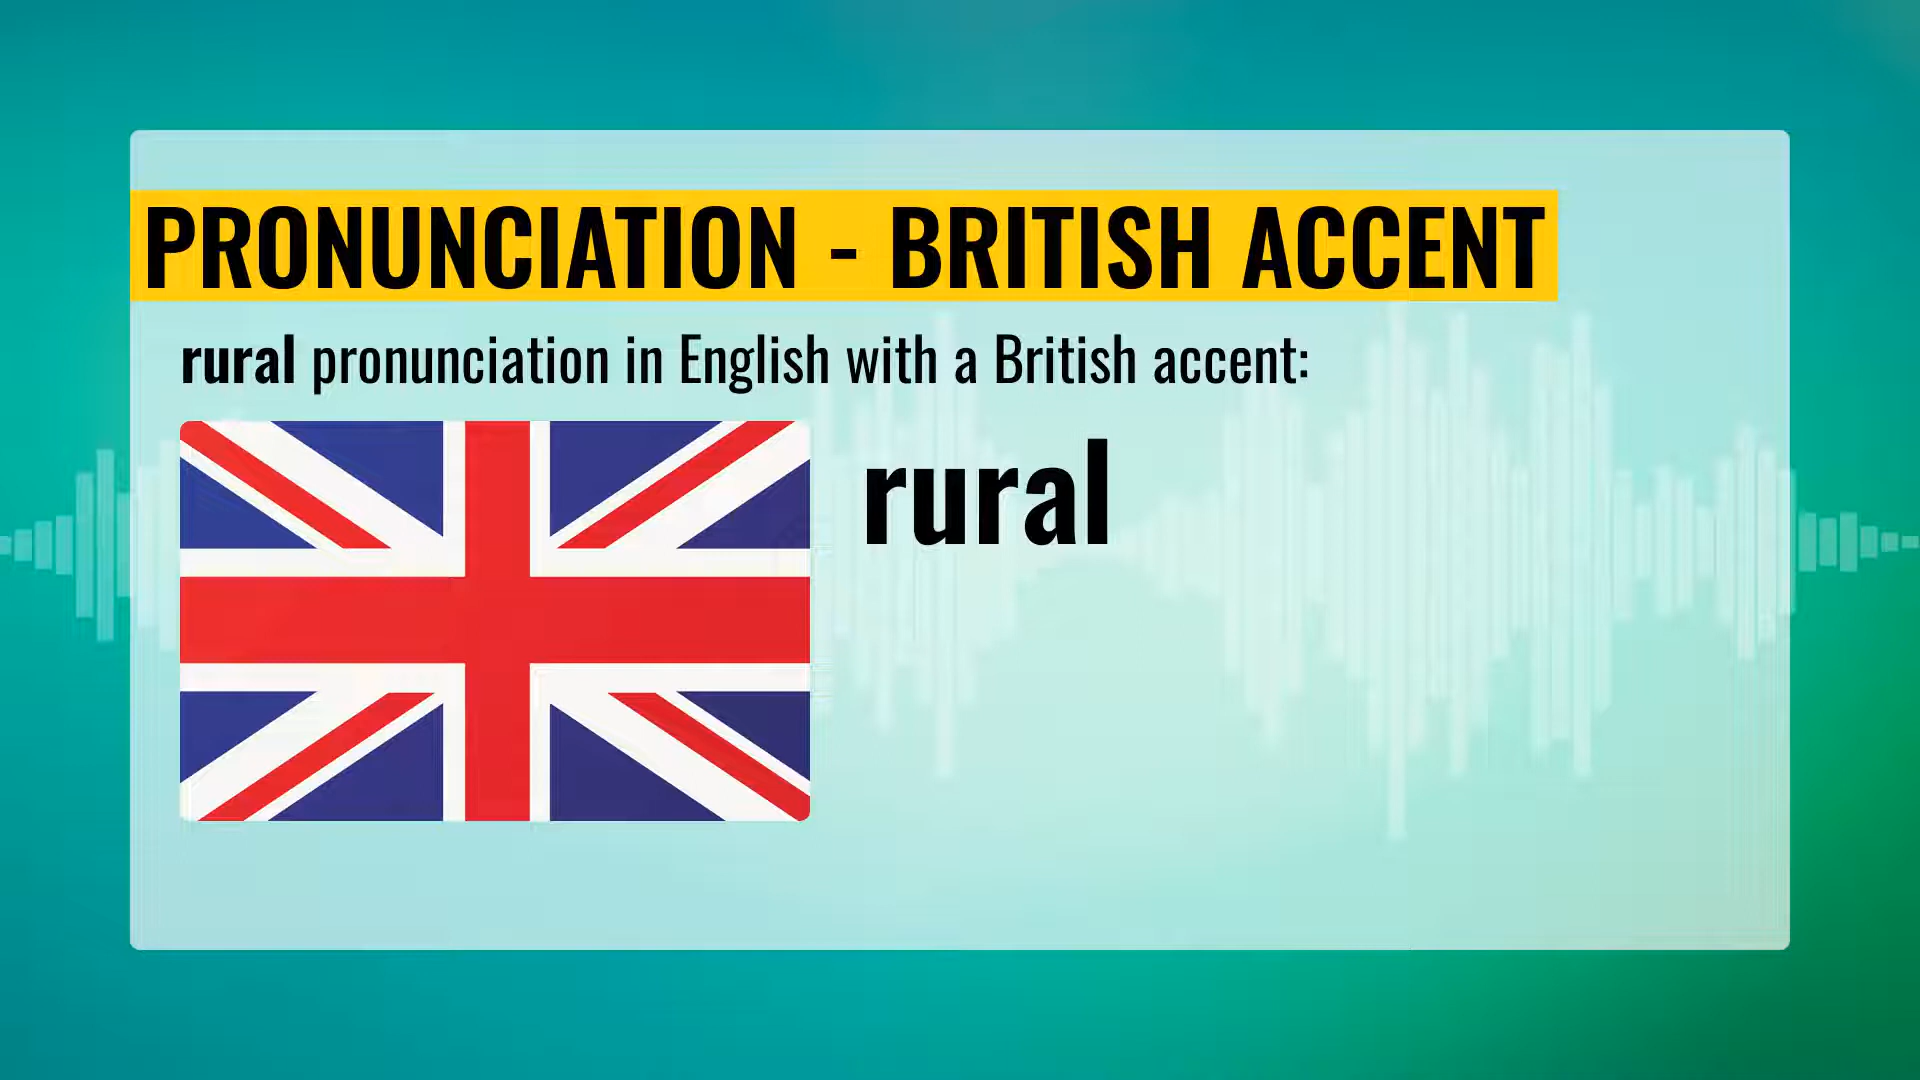 PRONUNCIATION - BRITISH ACCENT
rural pronunciation in English with a British accent:
rural